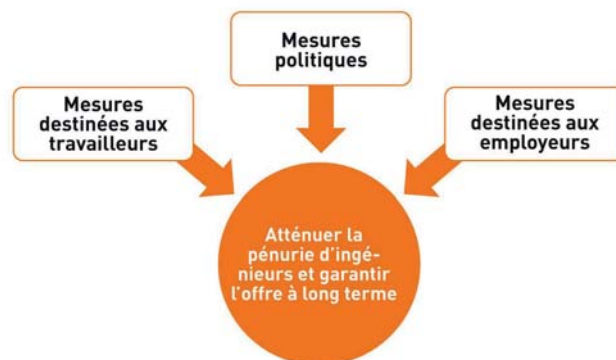 Mesures
politiques
Mesures
destinées aux
travailleurs
Mesures
destinées aux
employeurs
Atténuer la
pénurie d'ingé-
nieurs et garantir
l'offre à long terme